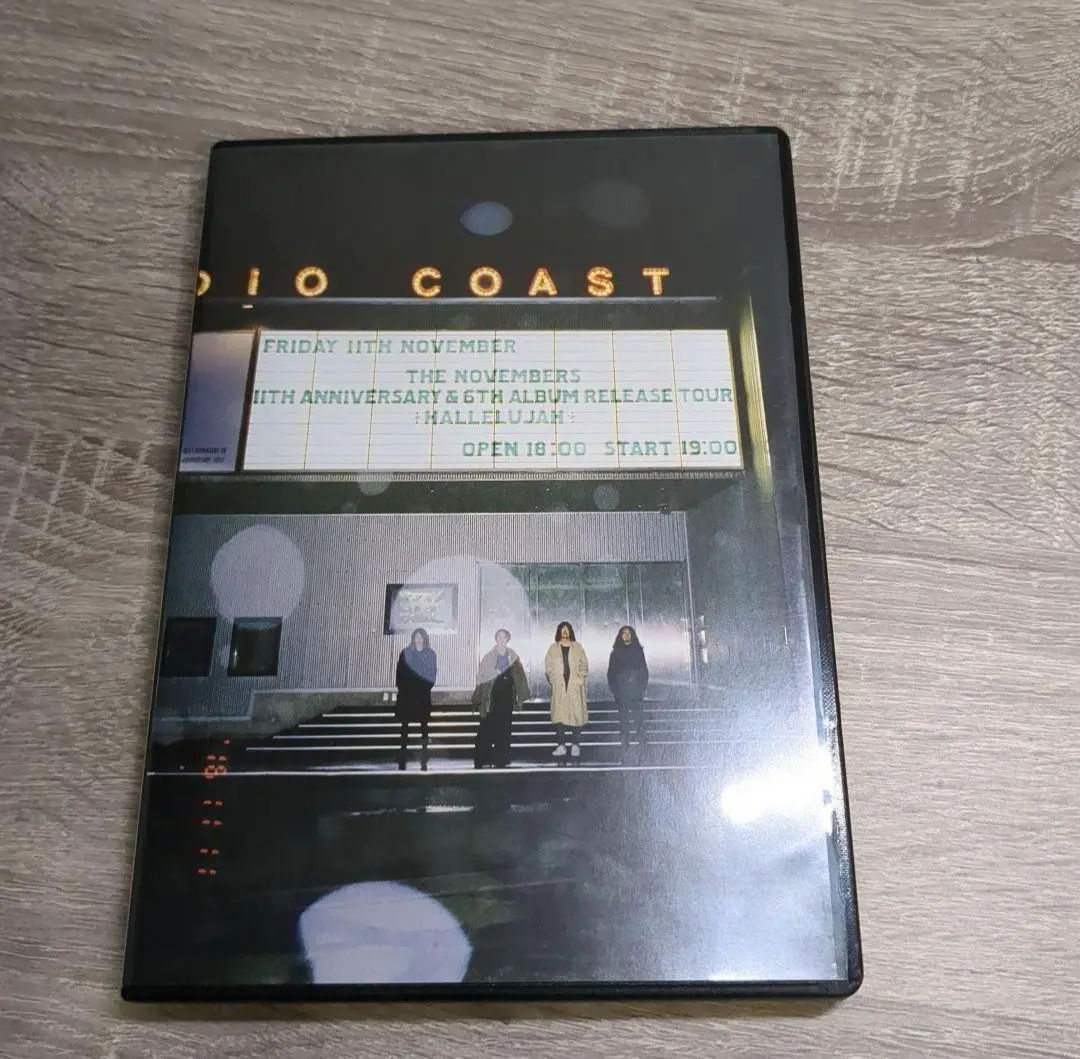 DIO COAST
FRIDAY 11TH NOVEMBER
THE NOVEMBERS
11TH ANNIVERSARY & 6TH ALBUM RELEASE TOUR
HALLELUJAH
OPEN 18:00 START 19:00